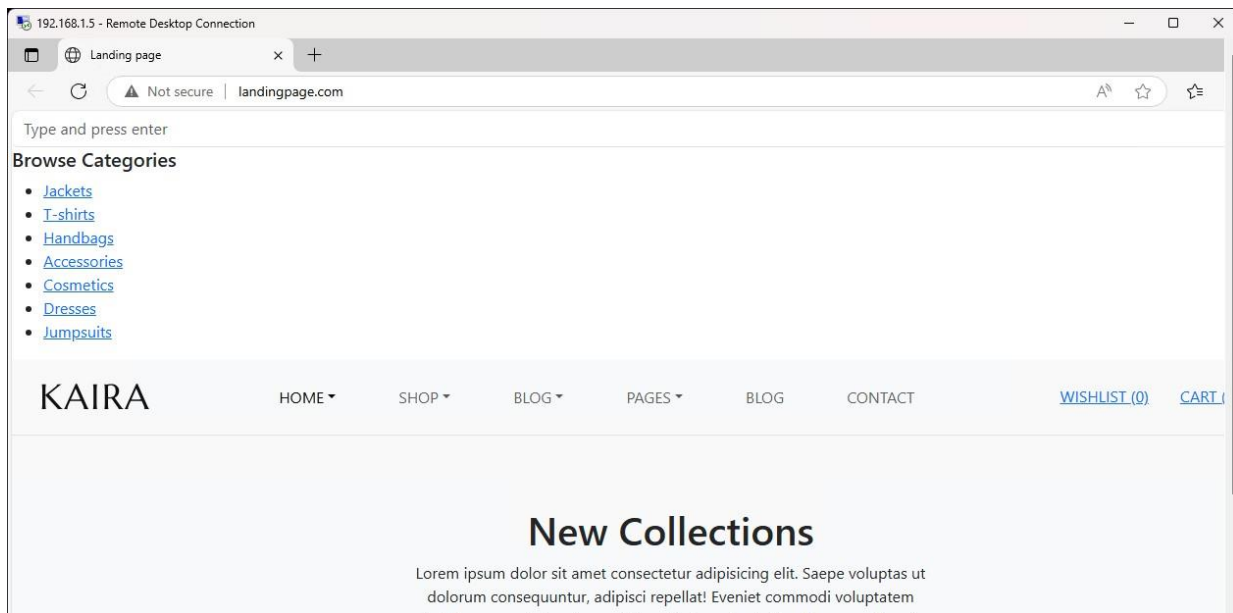 192.168.1.5 - Remote Desktop Connection
Landing page
Not secure landingpage.com
Type and press enter
Browse Categories
Jackets
T-shirts
Handbags
Accessories
Cosmetics
Dresses
Jumpsuits
KAIRA HOME SHOP BLOG PAGES BLOG CONTACT WISHLIST (0) CART (
New Collections
Lorem ipsum dolor sit amet consectetur adipisicing elit. Saepe voluptas ut
dolorum consequuntur, adipisci repellat! Eveniet commodi voluptatem